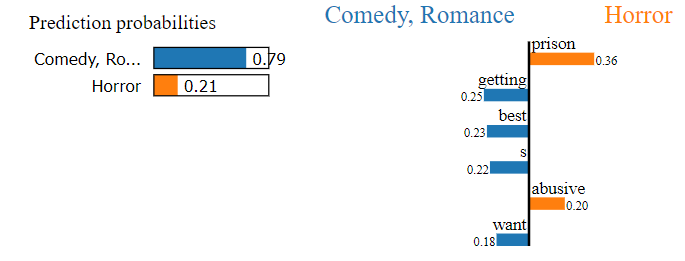 Prediction probabilities
Comedy, Ro... 0.79
Horror 0.21
Comedy, Romance Horror
prison
0.36
getting
0.25
best
0.23
s
0.22
abusive
0.20
want
0.18